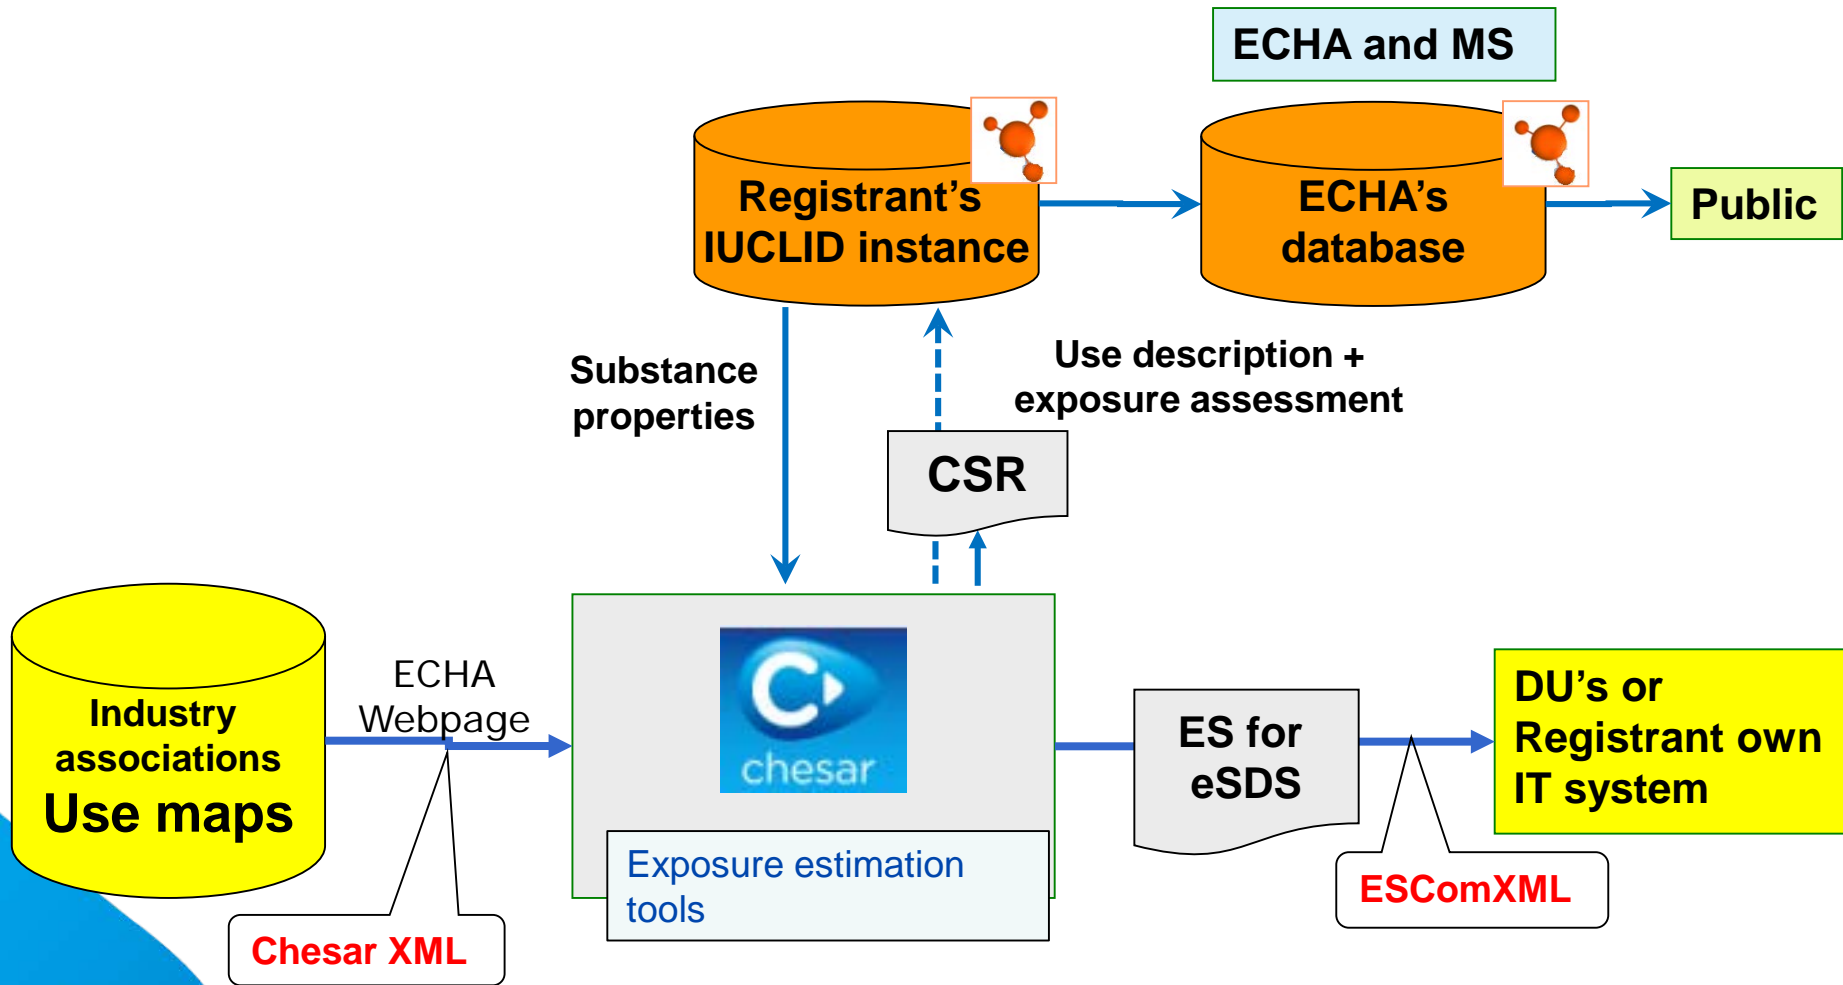 ECHA and MS
Registrant’s
IUCLID instance
ECHA’s
database
Public
Substance
properties
Use description +
exposure assessment
CSR
Industry
associations
Use maps
ECHA
Webpage
chesar
Exposure estimation
tools
ES for
eSDS
DU’s or
Registrant own
IT system
Chesar XML
ESComXML